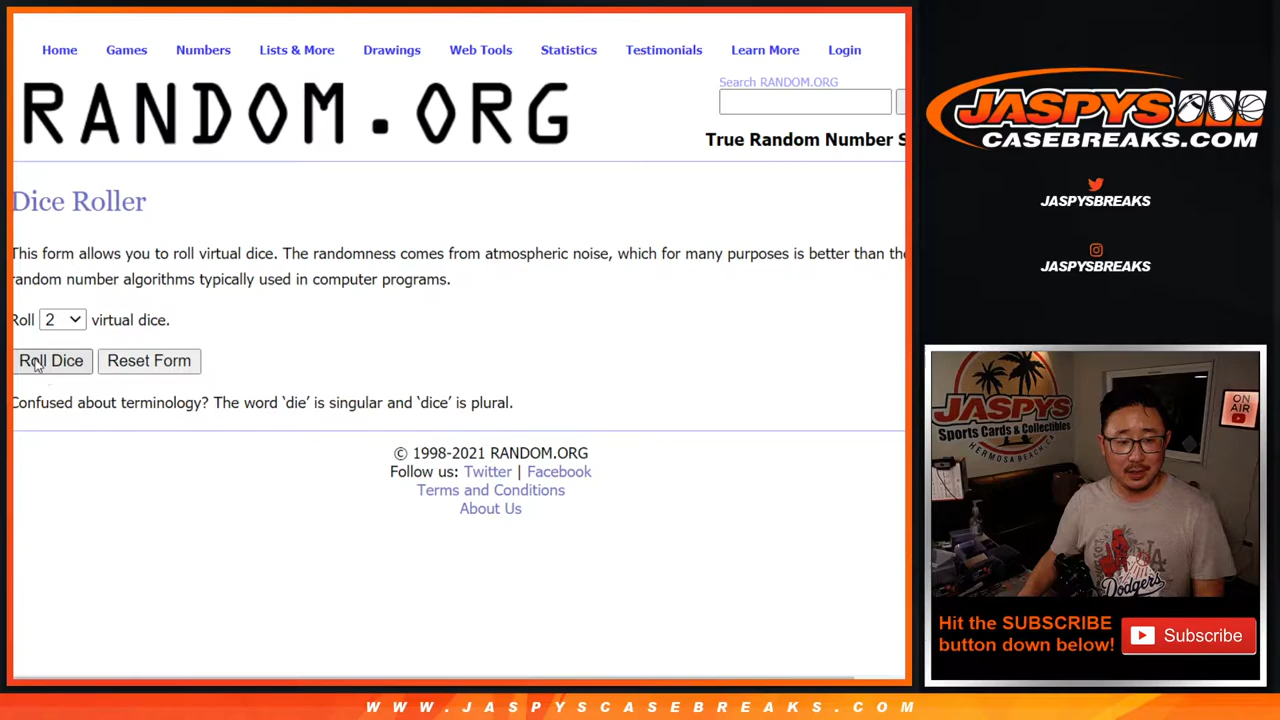 Home Games Numbers Lists & More Drawings Web Tools Statistics Testimonials Learn More Login
RANDOM.ORG
Search RANDOM.ORG
True Random Number S
Dice Roller
This form allows you to roll virtual dice. The randomness comes from atmospheric noise, which for many purposes is better than the
random number algorithms typically used in computer programs.
Roll 2 virtual dice.
Roll Dice Reset Form
Confused about terminology? The word ‘die’ is singular and ‘dice’ is plural.
© 1998-2021 RANDOM.ORG
Follow us: Twitter | Facebook
Terms and Conditions
About Us
JASPYS
CASEBREAKS.COM
JASPYSBREAKS
JASPYSBREAKS
JASPYS
Sports Cards & Collectibles
HERMOSA BEACH, CA
ON
AIR
Dodgers
Hit the SUBSCRIBE
button down below!
Subscribe
WWW.JASPYSCASEBREAKS.COM